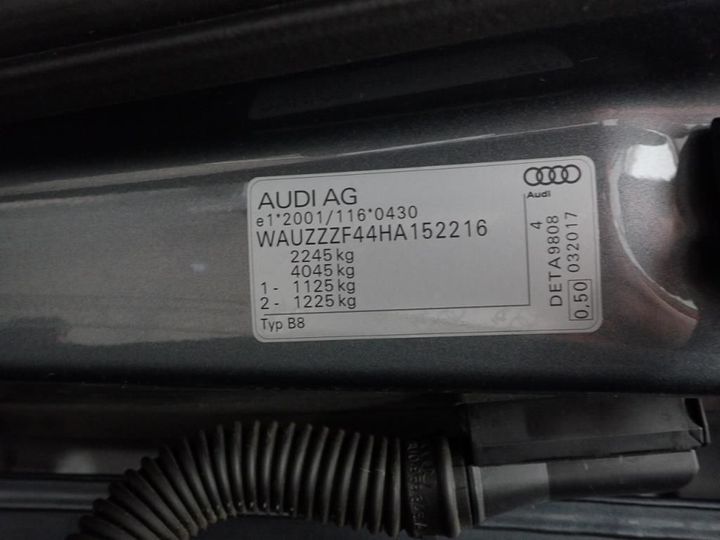 AUDI AG
e1*2001/116*0430
WAUZZZF44HA152216
2245 kg
4045 kg
1 - 1125 kg
2 - 1225 kg
Typ B8
Audi
4
DETA9808
0,50 032017